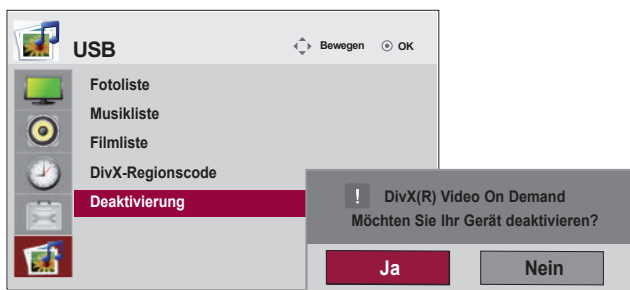 USB
Bewegen OK
Fotoliste
Musikliste
Filmliste
DivX-Regionscode
Deaktivierung
! DivX(R) Video On Demand
Möchten Sie Ihr Gerät deaktivieren?
Ja Nein